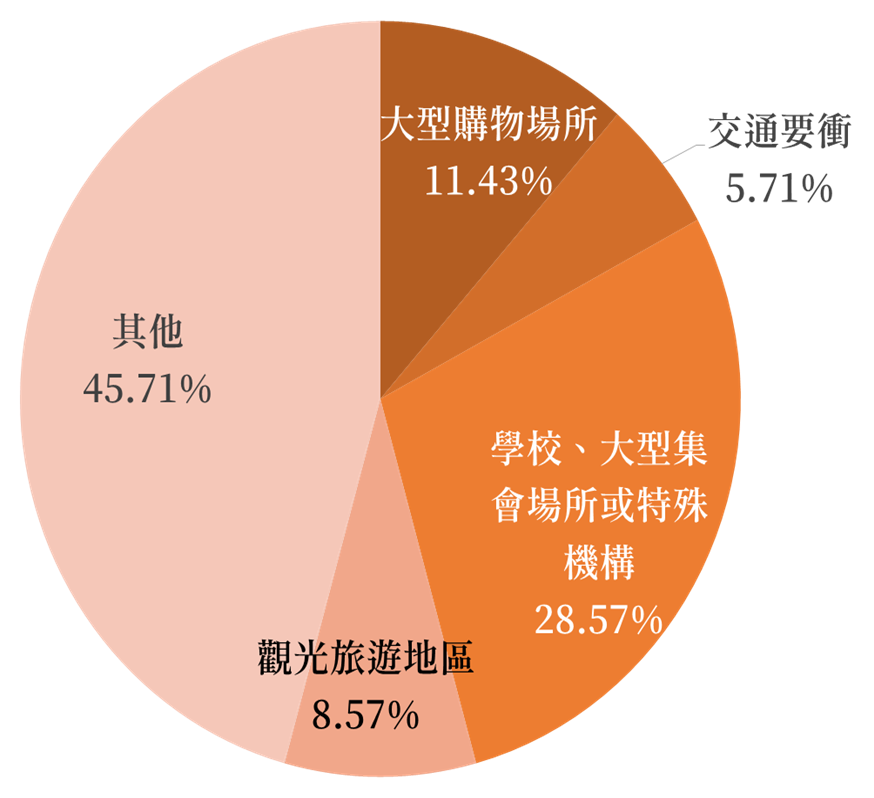 大型購物場所
11.43%
交通要衝
5.71%
學校、大型集
會場所或特殊
機構
28.57%
觀光旅遊地區
8.57%
其他
45.71%